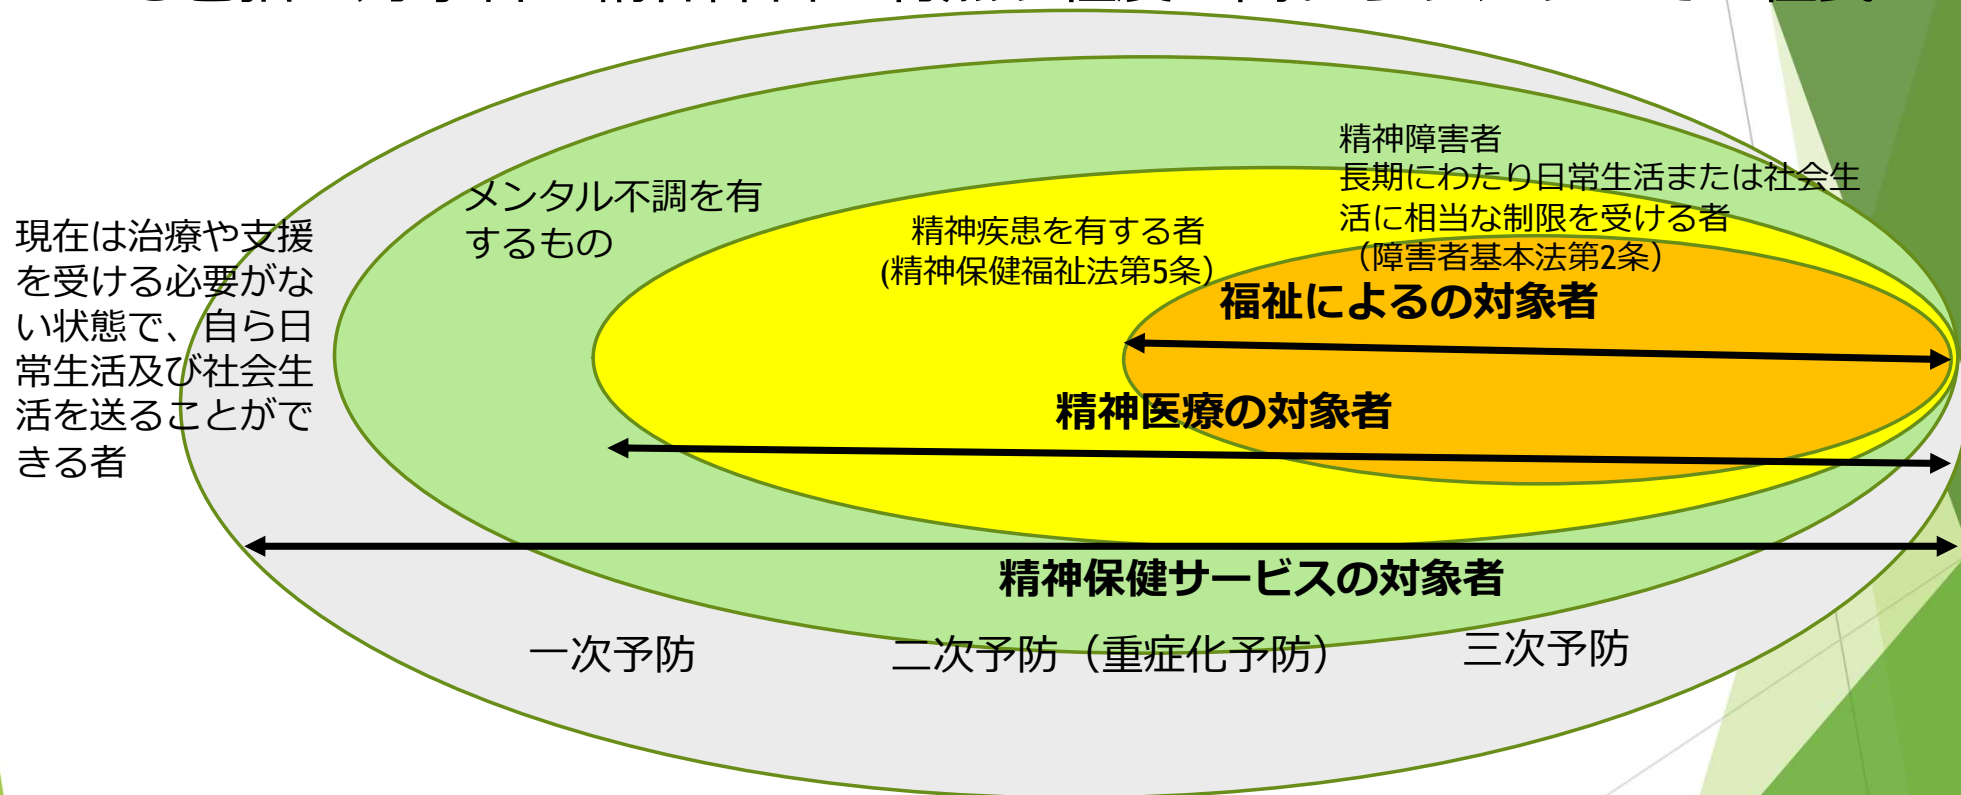 現在は治療や支援
を受ける必要がな
い状態で、自ら日
常生活及び社会生
活を送ることがで
きる者
メンタル不調を有
するもの
精神疾患を有する者
(精神保健福祉法第5条）
精神障害者
長期にわたり日常生活または社会生
活に相当な制限を受ける者
（障害者基本法第2条）
福祉によるの対象者
精神医療の対象者
精神保健サービスの対象者
一次予防
二次予防（重症化予防）
三次予防